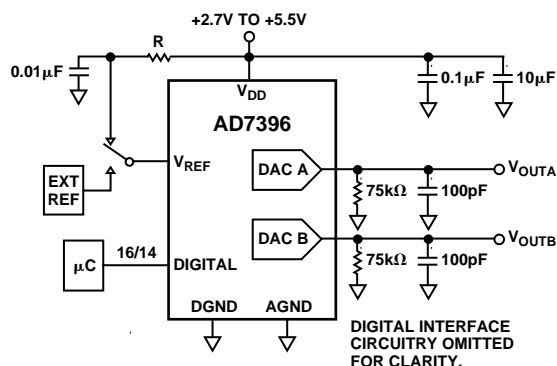 +2.7V TO +5.5V
R
0.01µF
0.1µF
10µF
VDD
AD7396
VREF
DAC A
VOUTA
EXT
REF
75kΩ
100pF
DAC B
VOUTB
16/14
µC
DIGITAL
75kΩ
100pF
DGND
AGND
DIGITAL INTERFACE
CIRCUITRY OMITTED
FOR CLARITY.